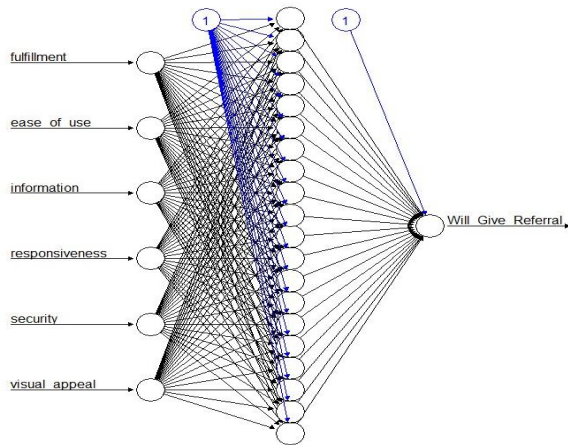 1
1
fulfillment
ease of use
information
responsiveness
security
visual appeal
Will Give Referral